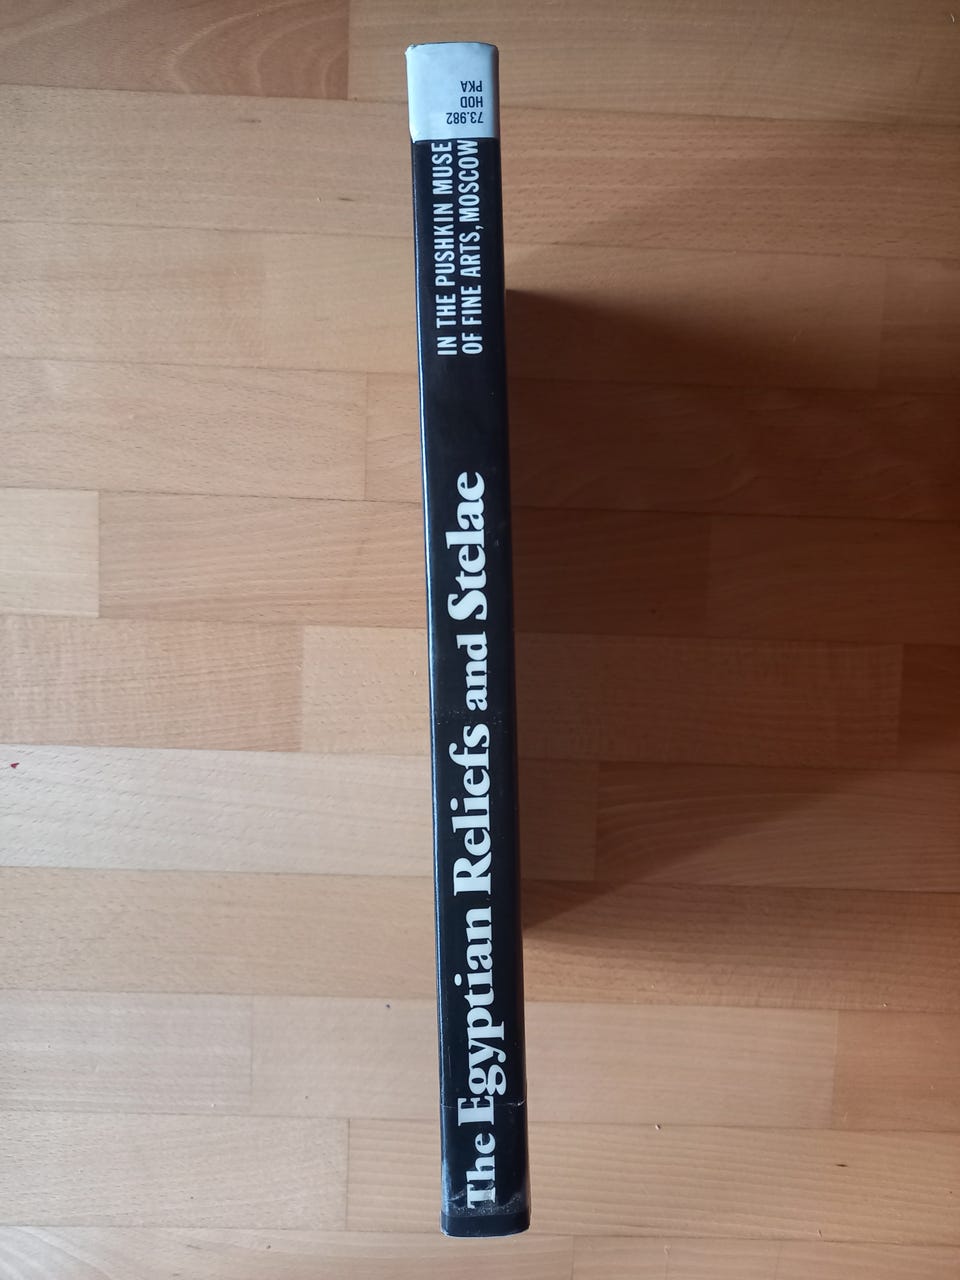 The Egyptian Reliefs and Stelae
IN THE PUSHKIN MUSE
OF FINE ARTS, MOSCOW
73.982
HOD
PKA